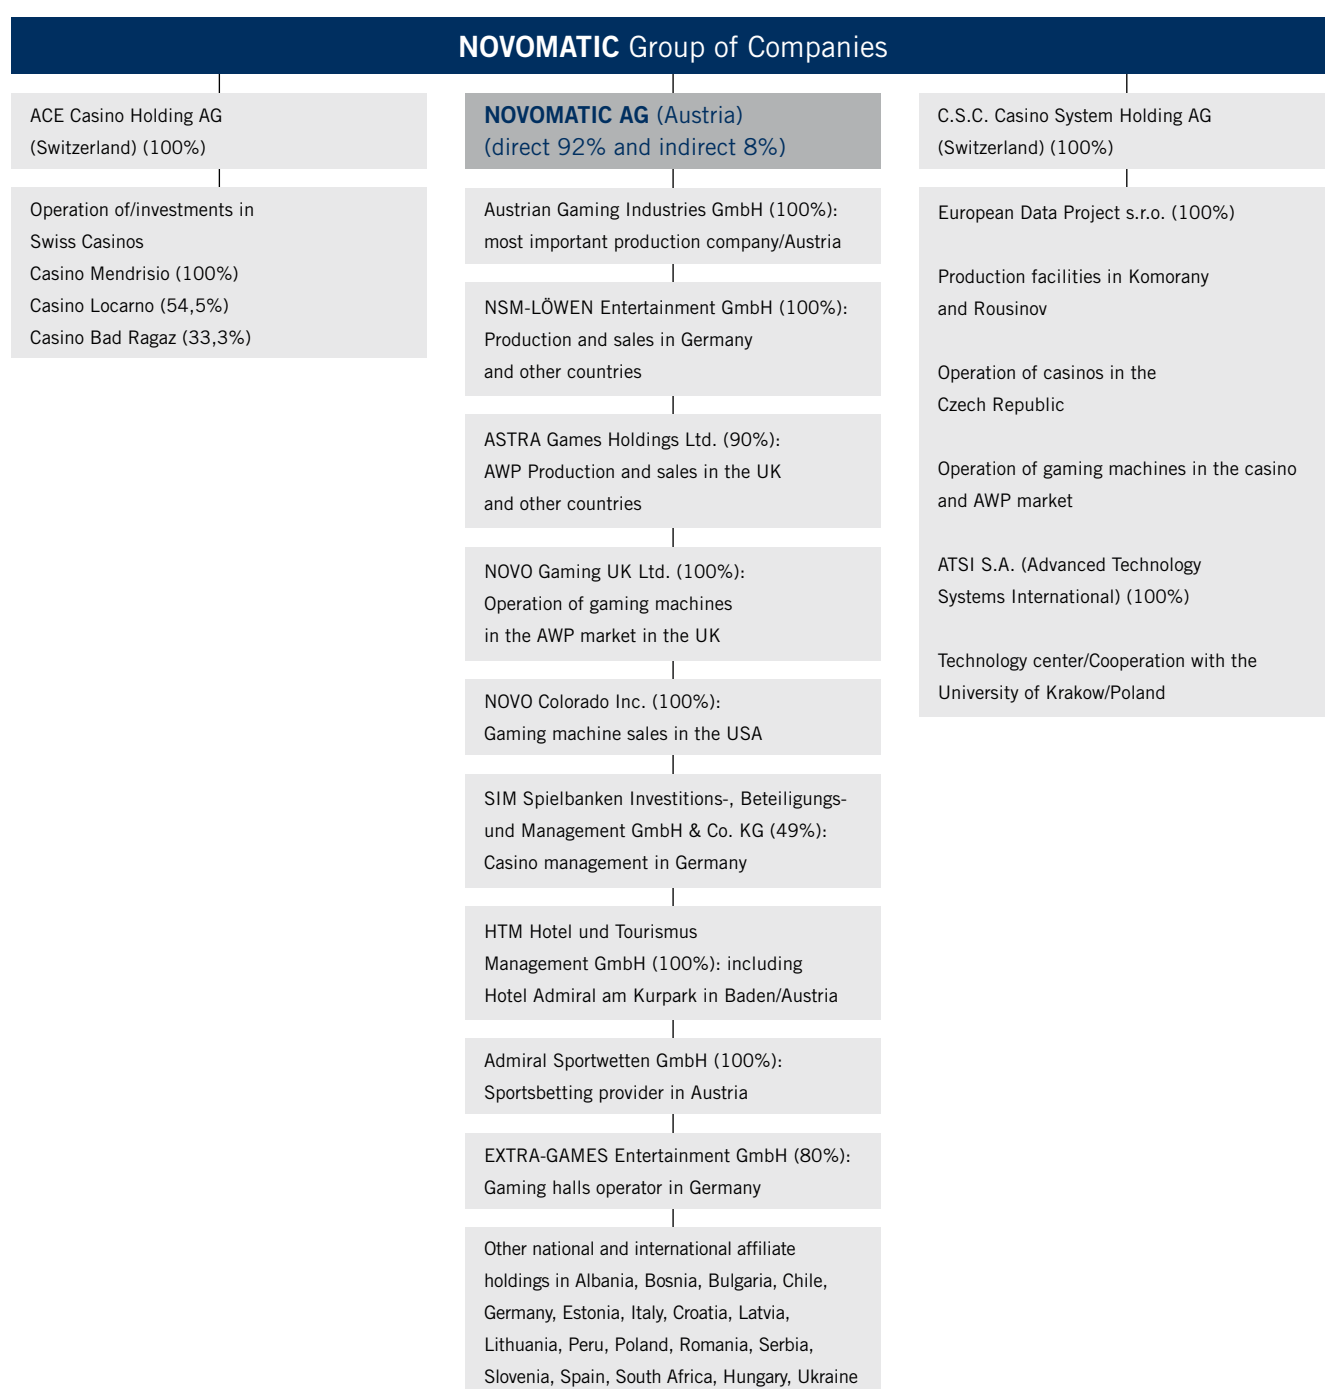 NOVOMATIC Group of Companies
ACE Casino Holding AG
(Switzerland) (100%)
Operation of/investments in
Swiss Casinos
Casino Mendrisio (100%)
Casino Locarno (54,5%)
Casino Bad Ragaz (33,3%)
NOVOMATIC AG (Austria)
(direct 92% and indirect 8%)
Austrian Gaming Industries GmbH (100%):
most important production company/Austria
NSM-LÖWEN Entertainment GmbH (100%):
Production and sales in Germany
and other countries
ASTRA Games Holdings Ltd. (90%):
AWP Production and sales in the UK
and other countries
NOVO Gaming UK Ltd. (100%):
Operation of gaming machines
in the AWP market in the UK
NOVO Colorado Inc. (100%):
Gaming machine sales in the USA
SIM Spielbanken Investitions-, Beteiligungs-
und Management GmbH & Co. KG (49%):
Casino management in Germany
HTM Hotel und Tourismus
Management GmbH (100%): including
Hotel Admiral am Kurpark in Baden/Austria
Admiral Sportwetten GmbH (100%):
Sportsbetting provider in Austria
EXTRA-GAMES Entertainment GmbH (80%):
Gaming halls operator in Germany
Other national and international affiliate
holdings in Albania, Bosnia, Bulgaria, Chile,
Germany, Estonia, Italy, Croatia, Latvia,
Lithuania, Peru, Poland, Romania, Serbia,
Slovenia, Spain, South Africa, Hungary, Ukraine
C.S.C. Casino System Holding AG
(Switzerland) (100%)
European Data Project s.r.o. (100%)
Production facilities in Komorany
and Rousinov
Operation of casinos in the
Czech Republic
Operation of gaming machines in the casino
and AWP market
ATSI S.A. (Advanced Technology
Systems International) (100%)
Technology center/Cooperation with the
University of Krakow/Poland